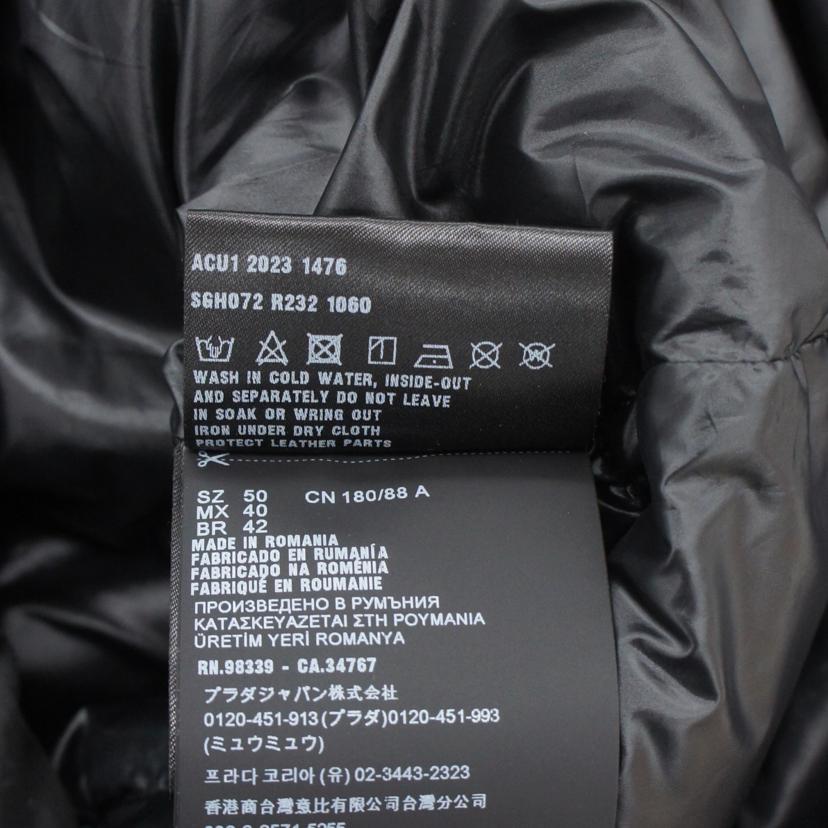 ACU1 2023 1476
SGH072 R232 1060
WASH IN COLD WATER, INSIDE-OUT
AND SEPARATELY DO NOT LEAVE
IN SOAK OR WRING OUT
IRON UNDER DRY CLOTH
PROTECT LEATHER PARTS
SZ 50 CN 180/88 A
MX 40
BR 42
MADE IN ROMANIA
FABRICADO EN RUMANÍA
FABRICADO NA ROMÉNIA
FABRIQUÉ EN ROUMANIE
ПРОИЗВЕДЕНО В РУМЪНИЯ
ΚΑΤΑΣΚΕΥΑΖΕΤΑΙ ΣΤΗ ΡΟΥΜΑΝΙΑ
ÜRETİM YERİ ROMANYA
RN.98339 - CA.34767
プラダジャパン株式会社
0120-451-913(プラダ)0120-451-993
(ミュウミュウ)
프라다 코리아 (유) 02-3443-2323
香港商台灣意比有限公司台灣分公司